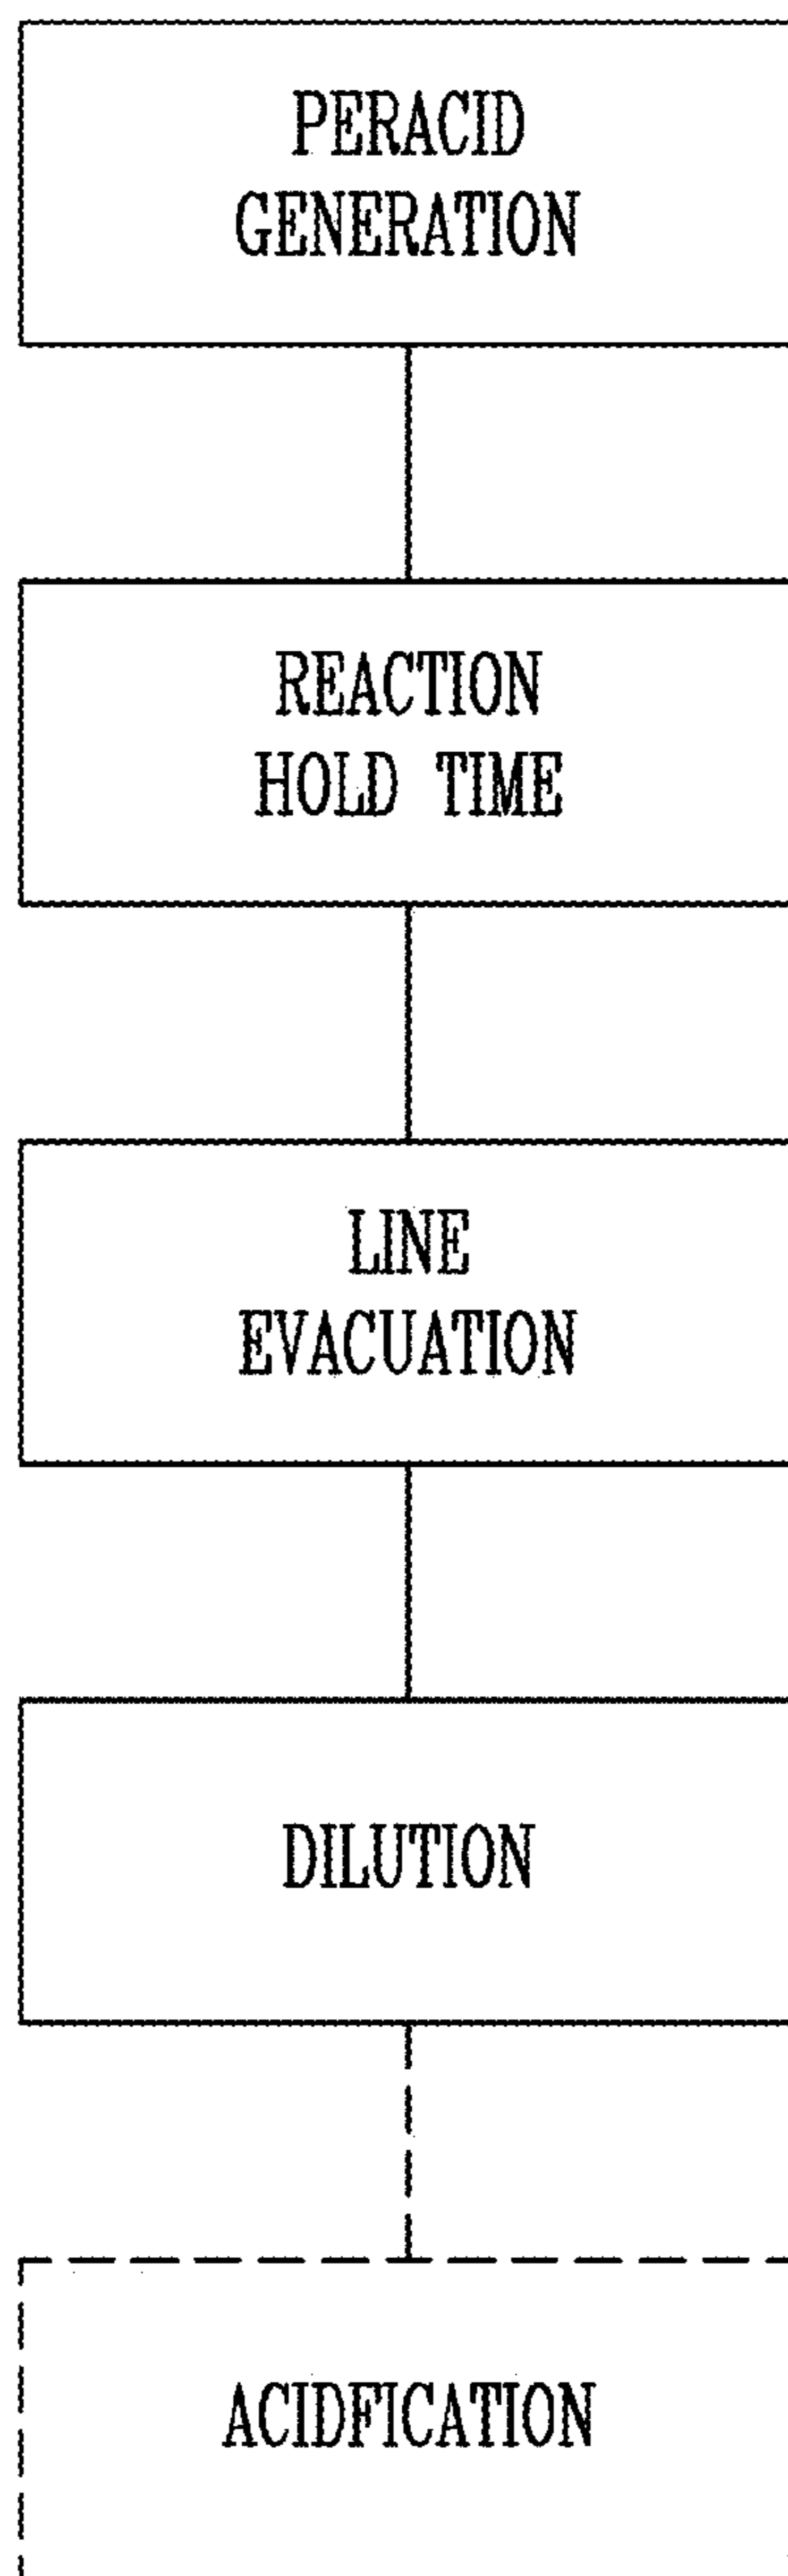 PERACID
GENERATION
REACTION
HOLD TIME
LINE
EVACUATION
DILUTION
ACIDFICATION